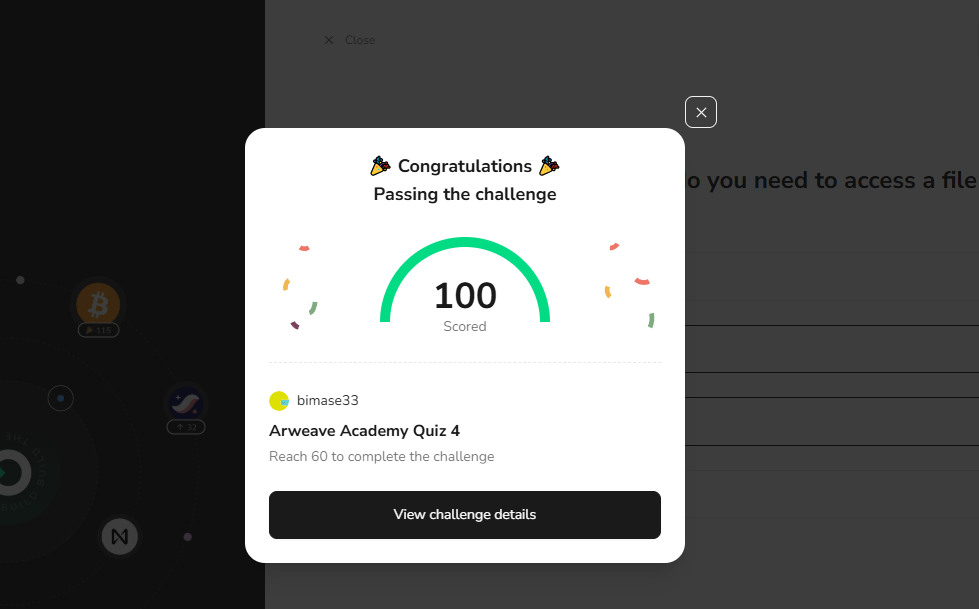 Close
Congratulations
Passing the challenge
o you need to access a file
100
Scored
115
bimase33
32
Arweave Academy Quiz 4
Reach 60 to complete the challenge
View challenge details